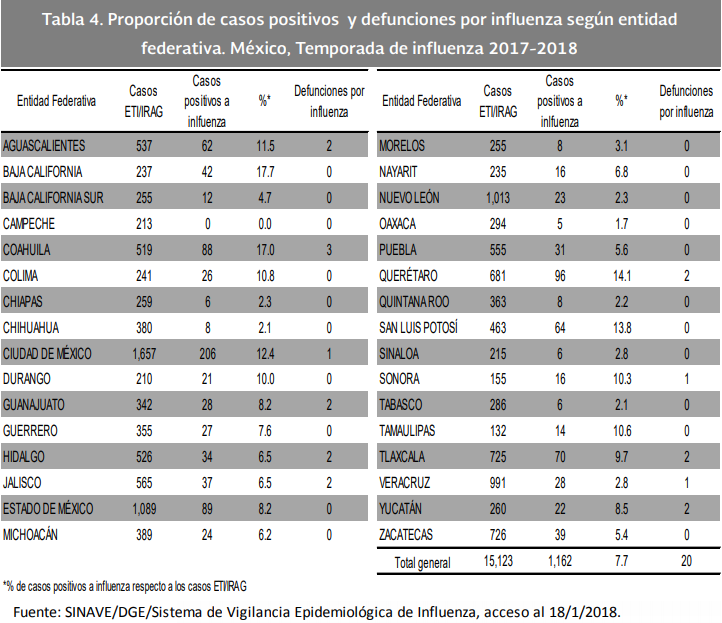 Tabla 4. Proporción de casos positivos y defunciones por influenza según entidad
federativa. México, Temporada de influenza 2017-2018
Entidad Federativa Casos ETI/IRAG Casos positivos a inlfuenza %* Defunciones por influenza
AGUASCALIENTES 537 62 11.5 2
BAJA CALIFORNIA 237 42 17.7 0
BAJA CALIFORNIA SUR 255 12 4.7 0
CAMPECHE 213 0 0.0 0
COAHUILA 519 88 17.0 3
COLIMA 241 26 10.8 0
CHIAPAS 259 6 2.3 0
CHIHUAHUA 380 8 2.1 0
CIUDAD DE MÉXICO 1,657 206 12.4 1
DURANGO 210 21 10.0 0
GUANAJUATO 342 28 8.2 2
GUERRERO 355 27 7.6 0
HIDALGO 526 34 6.5 2
JALISCO 565 37 6.5 2
ESTADO DE MÉXICO 1,089 89 8.2 0
MICHOACÁN 389 24 6.2 0
Entidad Federativa Casos ETI/IRAG Casos positivos a inlfuenza %* Defunciones por influenza
MORELOS 255 8 3.1 0
NAYARIT 235 16 6.8 0
NUEVO LEÓN 1,013 23 2.3 0
OAXACA 294 5 1.7 0
PUEBLA 555 31 5.6 0
QUERÉTARO 681 96 14.1 2
QUINTANA ROO 363 8 2.2 0
SAN LUIS POTOSÍ 463 64 13.8 0
SINALOA 215 6 2.8 0
SONORA 155 16 10.3 1
TABASCO 286 6 2.1 0
TAMAULIPAS 132 14 10.6 0
TLAXCALA 725 70 9.7 2
VERACRUZ 991 28 2.8 1
YUCATÁN 260 22 8.5 2
ZACATECAS 726 39 5.4 0
Total general 15,123 1,162 7.7 20
*% de casos positivos a influenza respecto a los casos ETI/IRAG
Fuente: SINAVE/DGE/Sistema de Vigilancia Epidemiológica de Influenza, acceso al 18/1/2018.